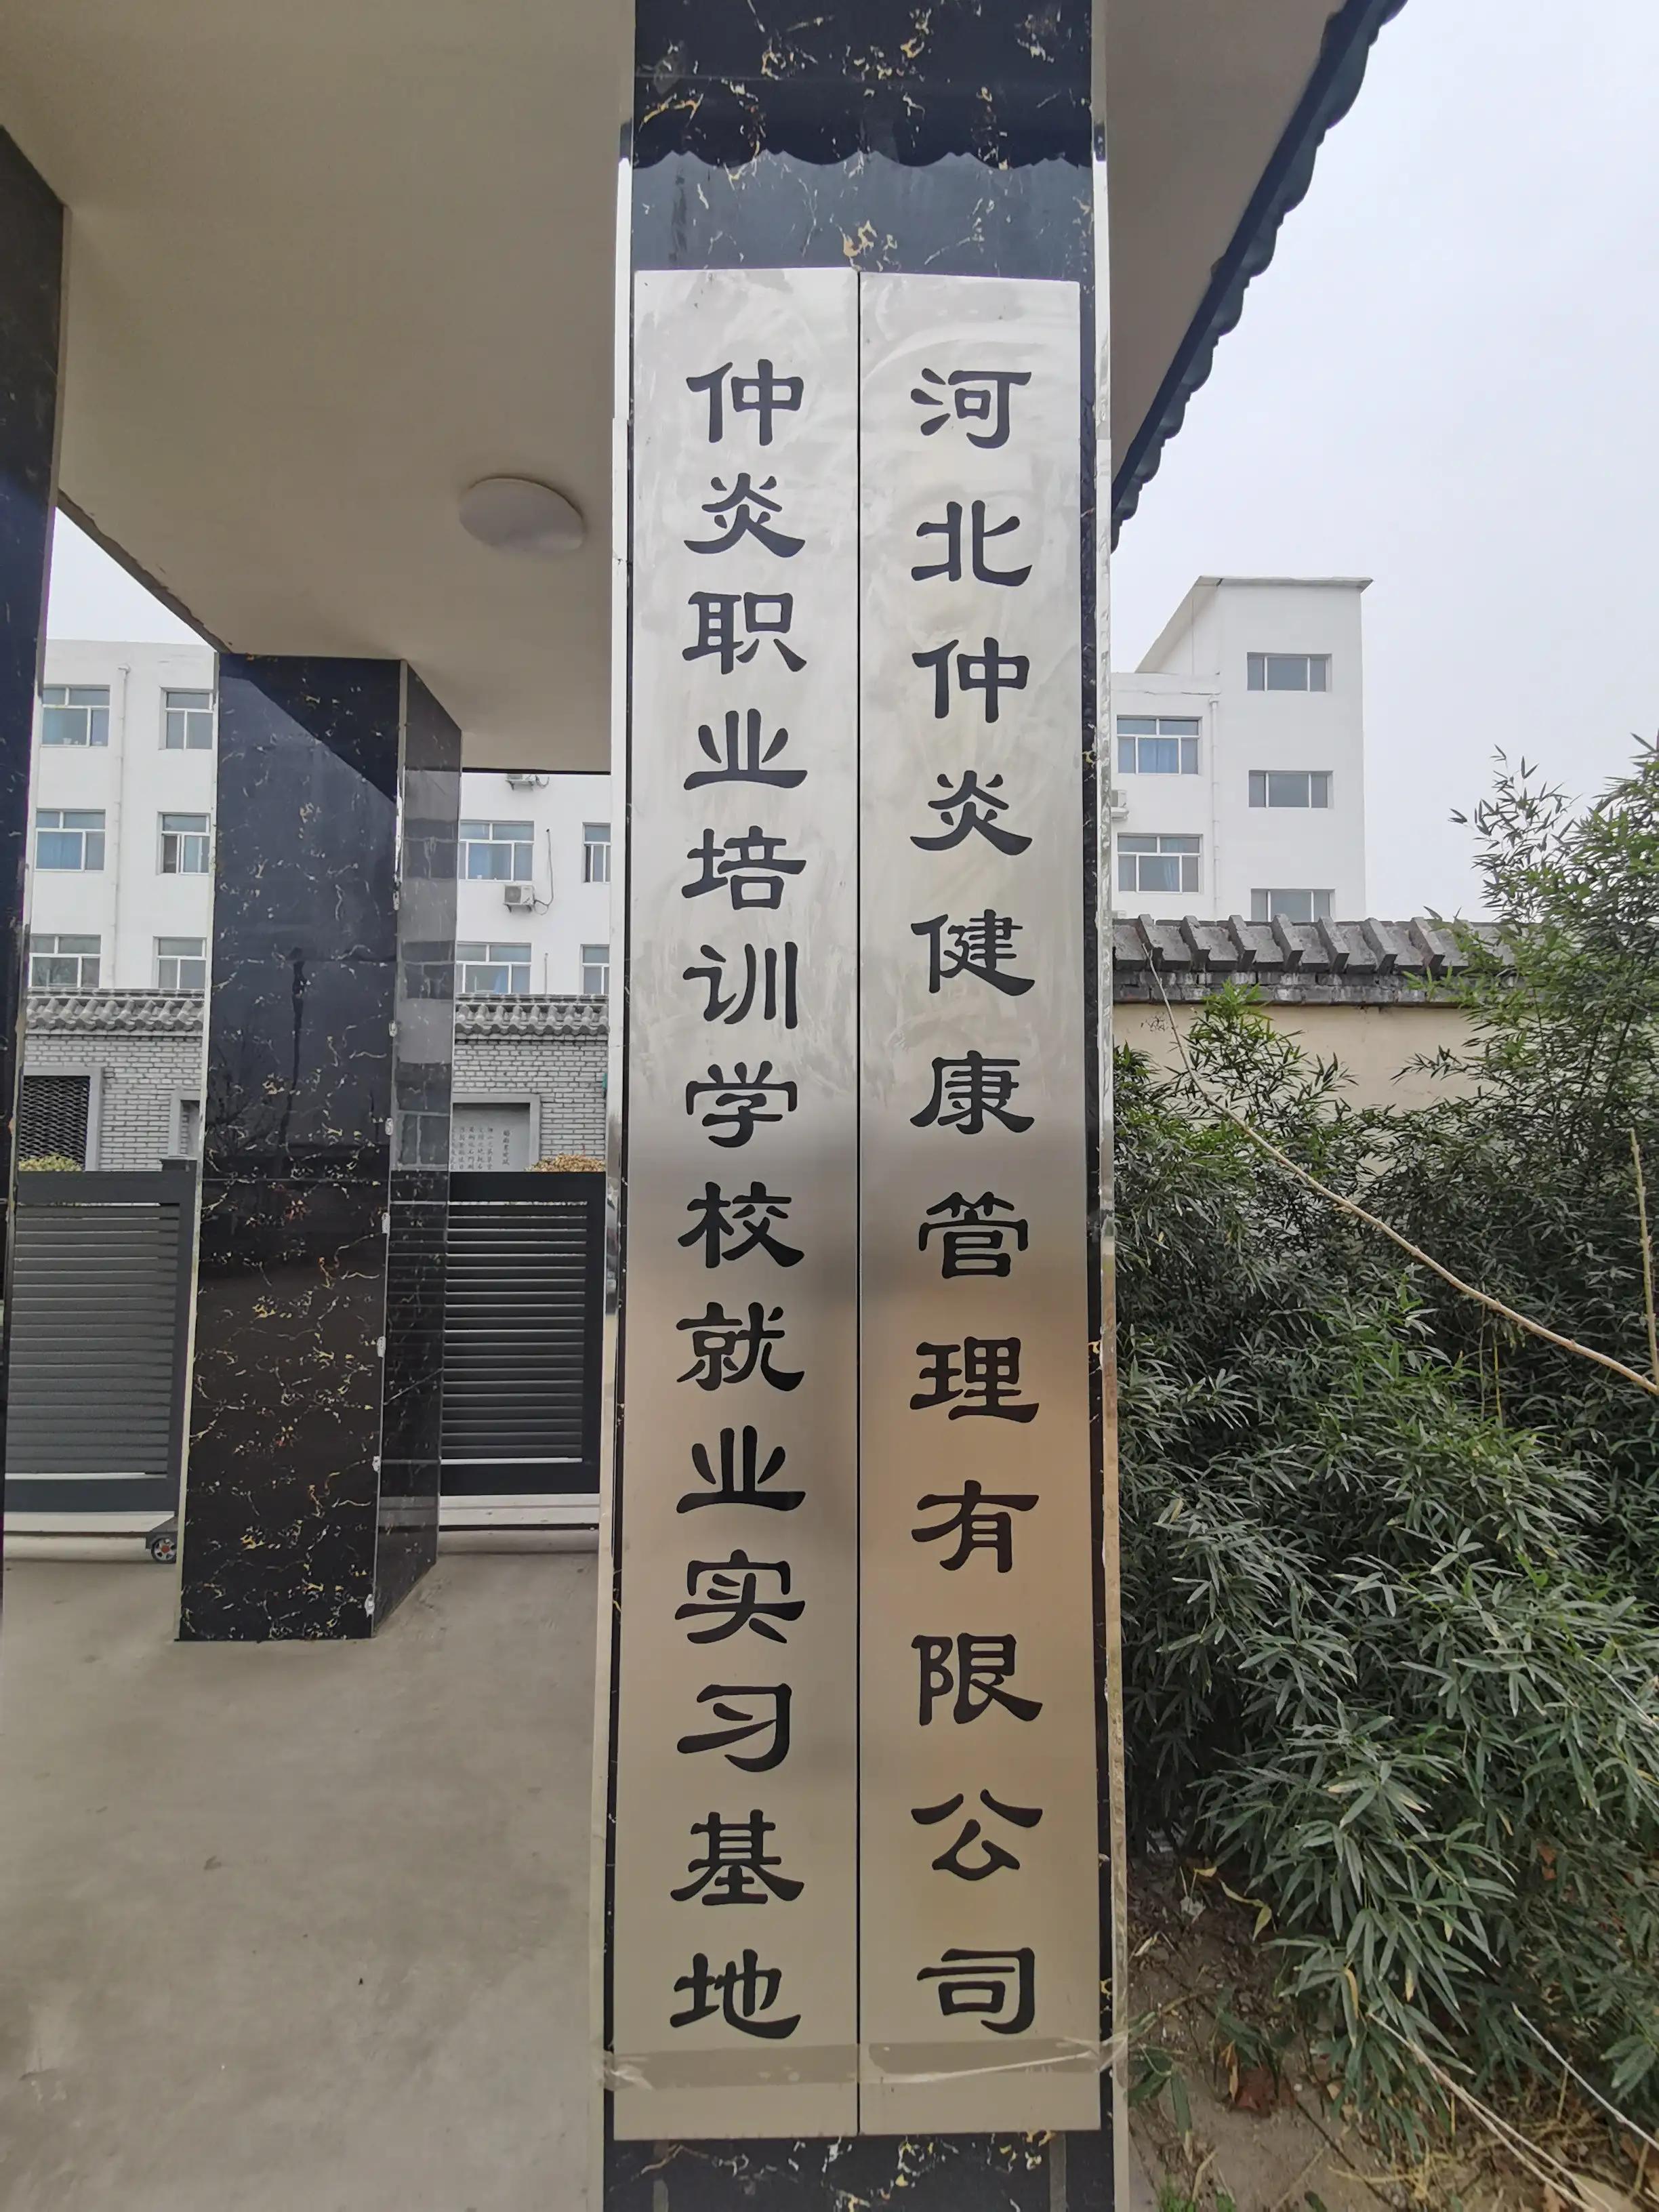 河北仲炎健康管理有限公司
仲炎职业培训学校就业实习基地